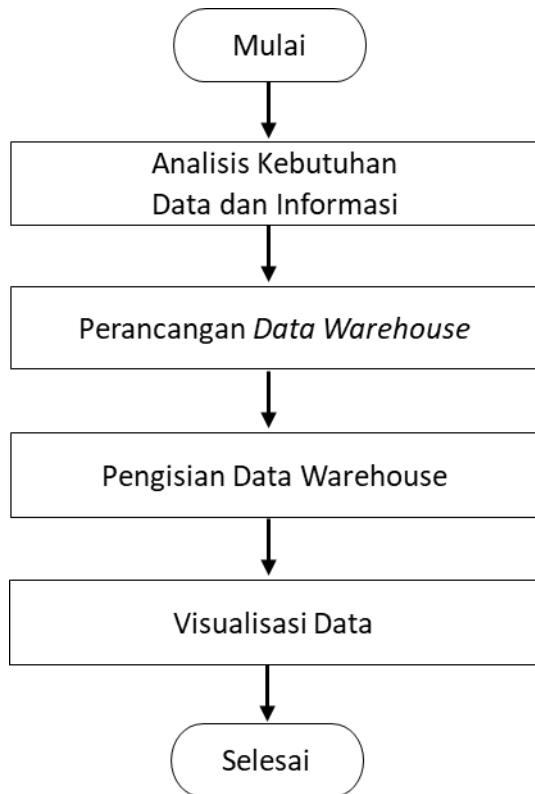 Mulai
Analisis Kebutuhan
Data dan Informasi
Perancangan Data Warehouse
Pengisian Data Warehouse
Visualisasi Data
Selesai